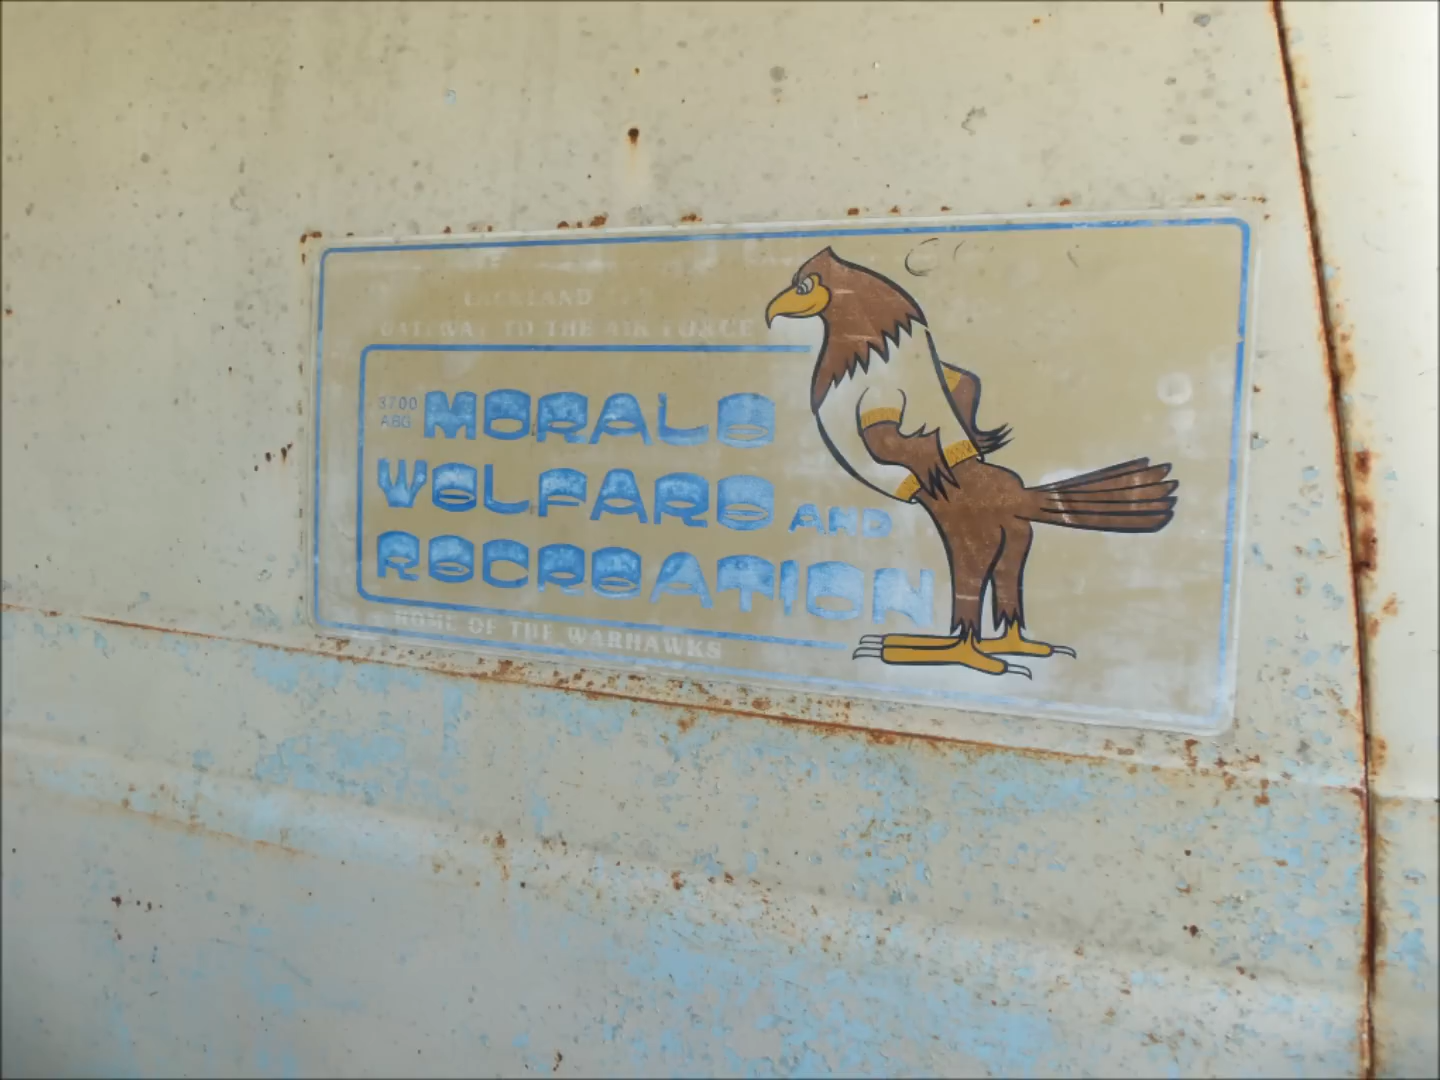 LACKLAND
GATEWAY TO THE AIR FORCE
3700
ABG
MORALE
WELFARE AND
RECREATION
HOME OF THE WARHAWKS